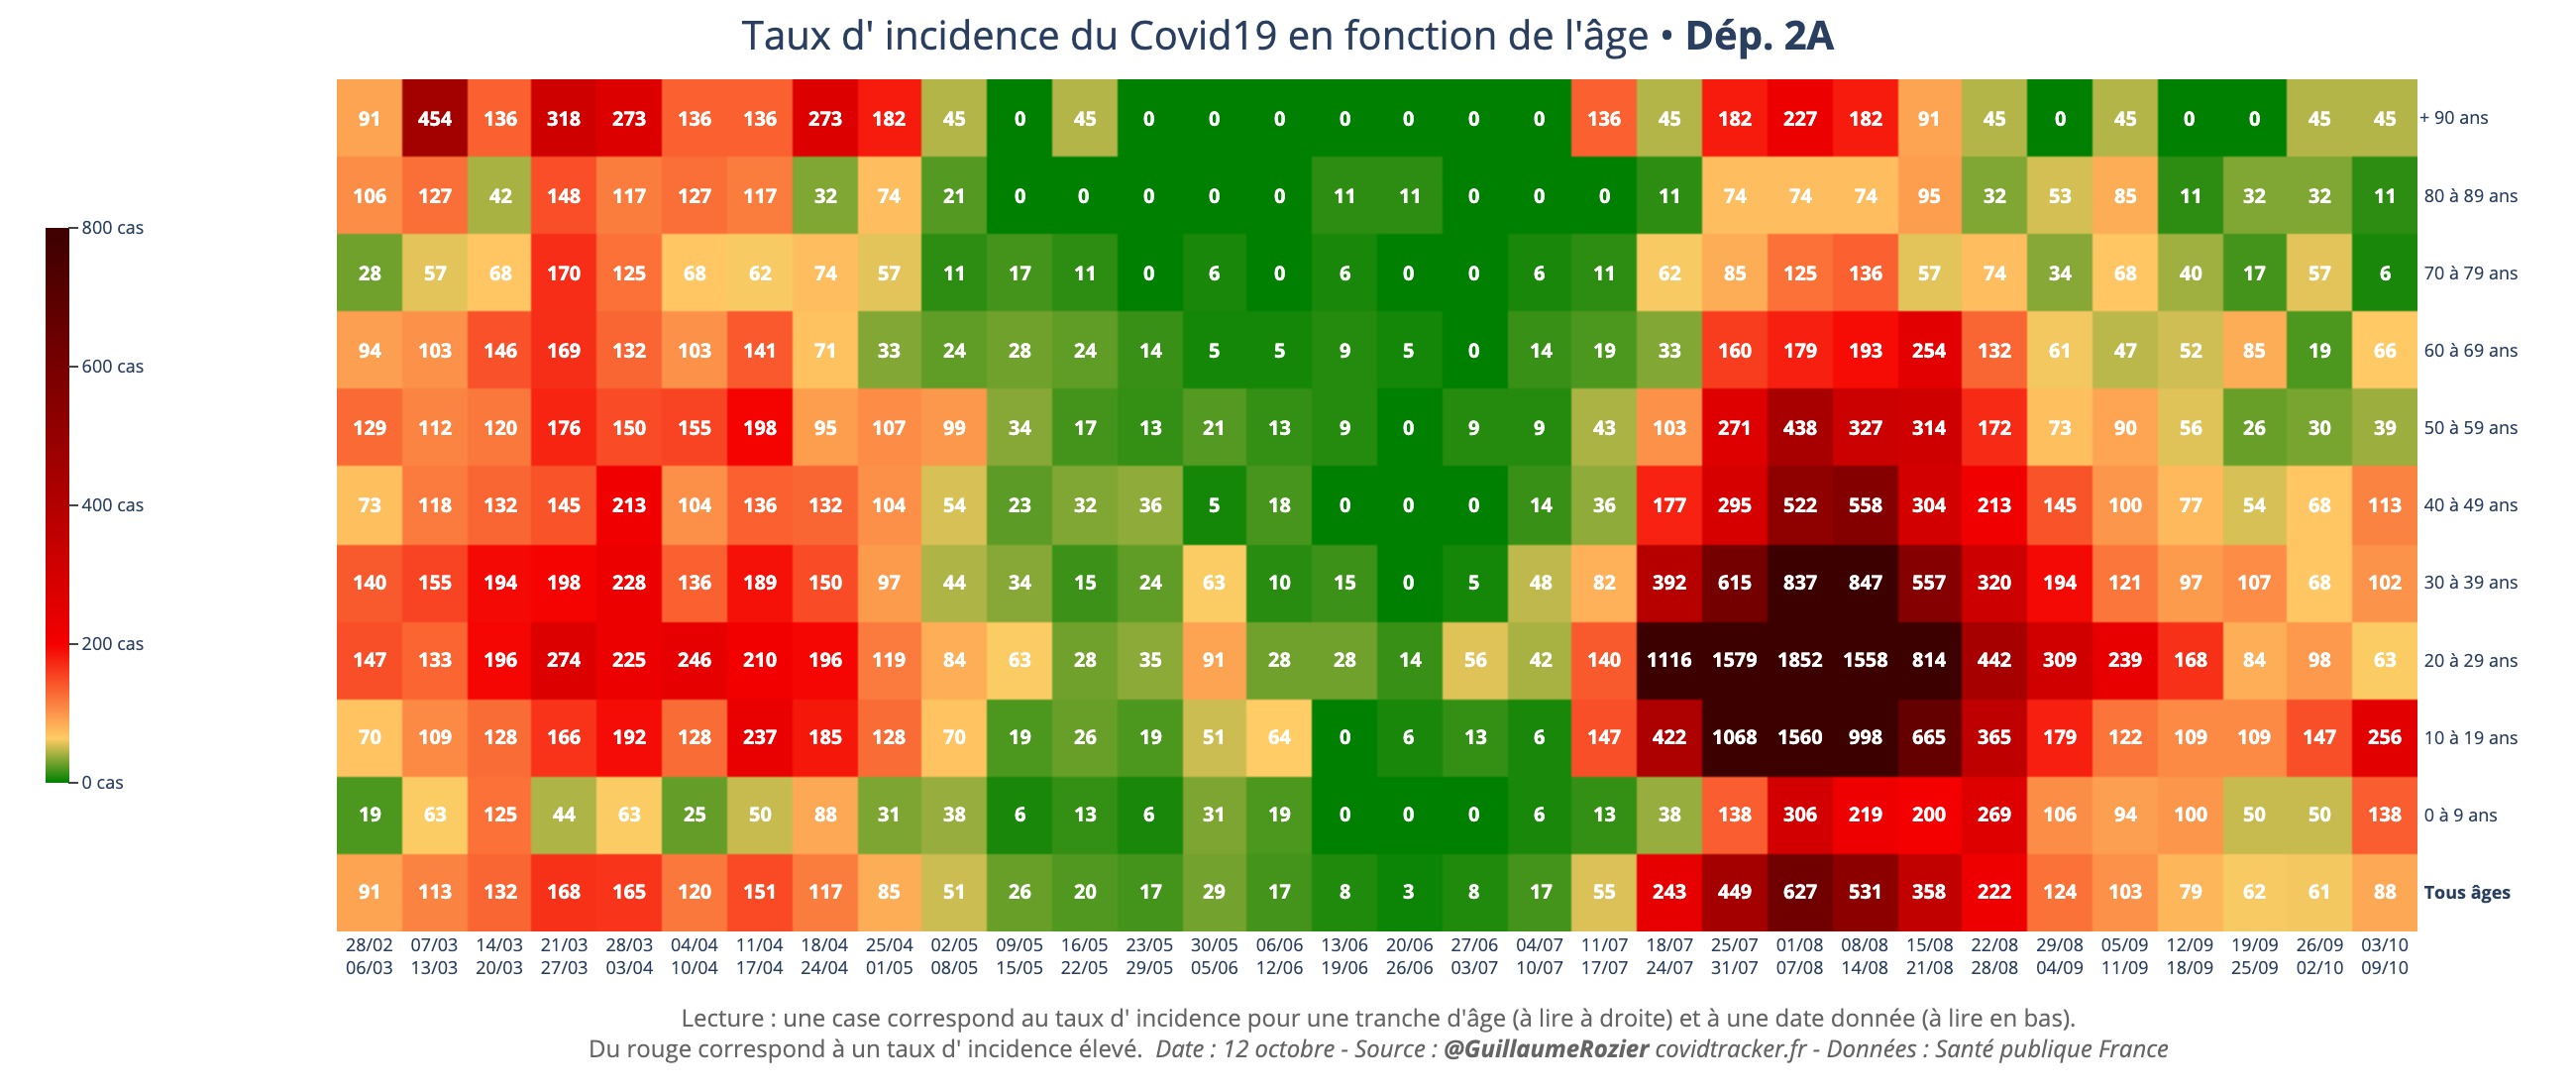 Taux d' incidence du Covid19 en fonction de l'âge • Dép. 2A
91 454 136 318 273 136 136 273 182 45 0 45 0 0 0 0 0 0 0 136 45 182 227 182 91 45 0 45 0 0 45 45 + 90 ans
106 127 42 148 117 127 117 32 74 21 0 0 0 0 0 11 11 0 0 0 11 74 74 74 95 32 53 85 11 32 32 11 80 à 89 ans
800 cas
28 57 68 170 125 68 62 74 57 11 17 11 0 6 0 6 0 0 6 11 62 85 125 136 57 74 34 68 40 17 57 6 70 à 79 ans
94 103 146 169 132 103 141 71 33 24 28 24 14 5 5 9 5 0 14 19 33 160 179 193 254 132 61 47 52 85 19 66 60 à 69 ans
600 cas
129 112 120 176 150 155 198 95 107 99 34 17 13 21 13 9 0 9 9 43 103 271 438 327 314 172 73 90 56 26 30 39 50 à 59 ans
400 cas
73 118 132 145 213 104 136 132 104 54 23 32 36 5 18 0 0 0 14 36 177 295 522 558 304 213 145 100 77 54 68 113 40 à 49 ans
140 155 194 198 228 136 189 150 97 44 34 15 24 63 10 15 0 5 48 82 392 615 837 847 557 320 194 121 97 107 68 102 30 à 39 ans
200 cas
147 133 196 274 225 246 210 196 119 84 63 28 35 91 28 28 14 56 42 140 1116 1579 1852 1558 814 442 309 239 168 84 98 63 20 à 29 ans
70 109 128 166 192 128 237 185 128 70 19 26 19 51 64 0 6 13 6 147 422 1068 1560 998 665 365 179 122 109 109 147 256 10 à 19 ans
0 cas
19 63 125 44 63 25 50 88 31 38 6 13 6 31 19 0 0 0 6 13 38 138 306 219 200 269 106 94 100 50 50 138 0 à 9 ans
91 113 132 168 165 120 151 117 85 51 26 20 17 29 17 8 3 8 17 55 243 449 627 531 358 222 124 103 79 62 61 88 Tous âges
28/02 07/03 14/03 21/03 28/03 04/04 11/04 18/04 25/04 02/05 09/05 16/05 23/05 30/05 06/06 13/06 20/06 27/06 04/07 11/07 18/07 25/07 01/08 08/08 15/08 22/08 29/08 05/09 12/09 19/09 26/09 03/10
06/03 13/03 20/03 27/03 03/04 10/04 17/04 24/04 01/05 08/05 15/05 22/05 29/05 05/06 12/06 19/06 26/06 03/07 10/07 17/07 24/07 31/07 07/08 14/08 21/08 28/08 04/09 11/09 18/09 25/09 02/10 09/10
Lecture : une case correspond au taux d' incidence pour une tranche d'âge (à lire à droite) et à une date donnée (à lire en bas).
Du rouge correspond à un taux d' incidence élevé. Date : 12 octobre - Source : @GuillaumeRozier covidtracker.fr - Données : Santé publique France